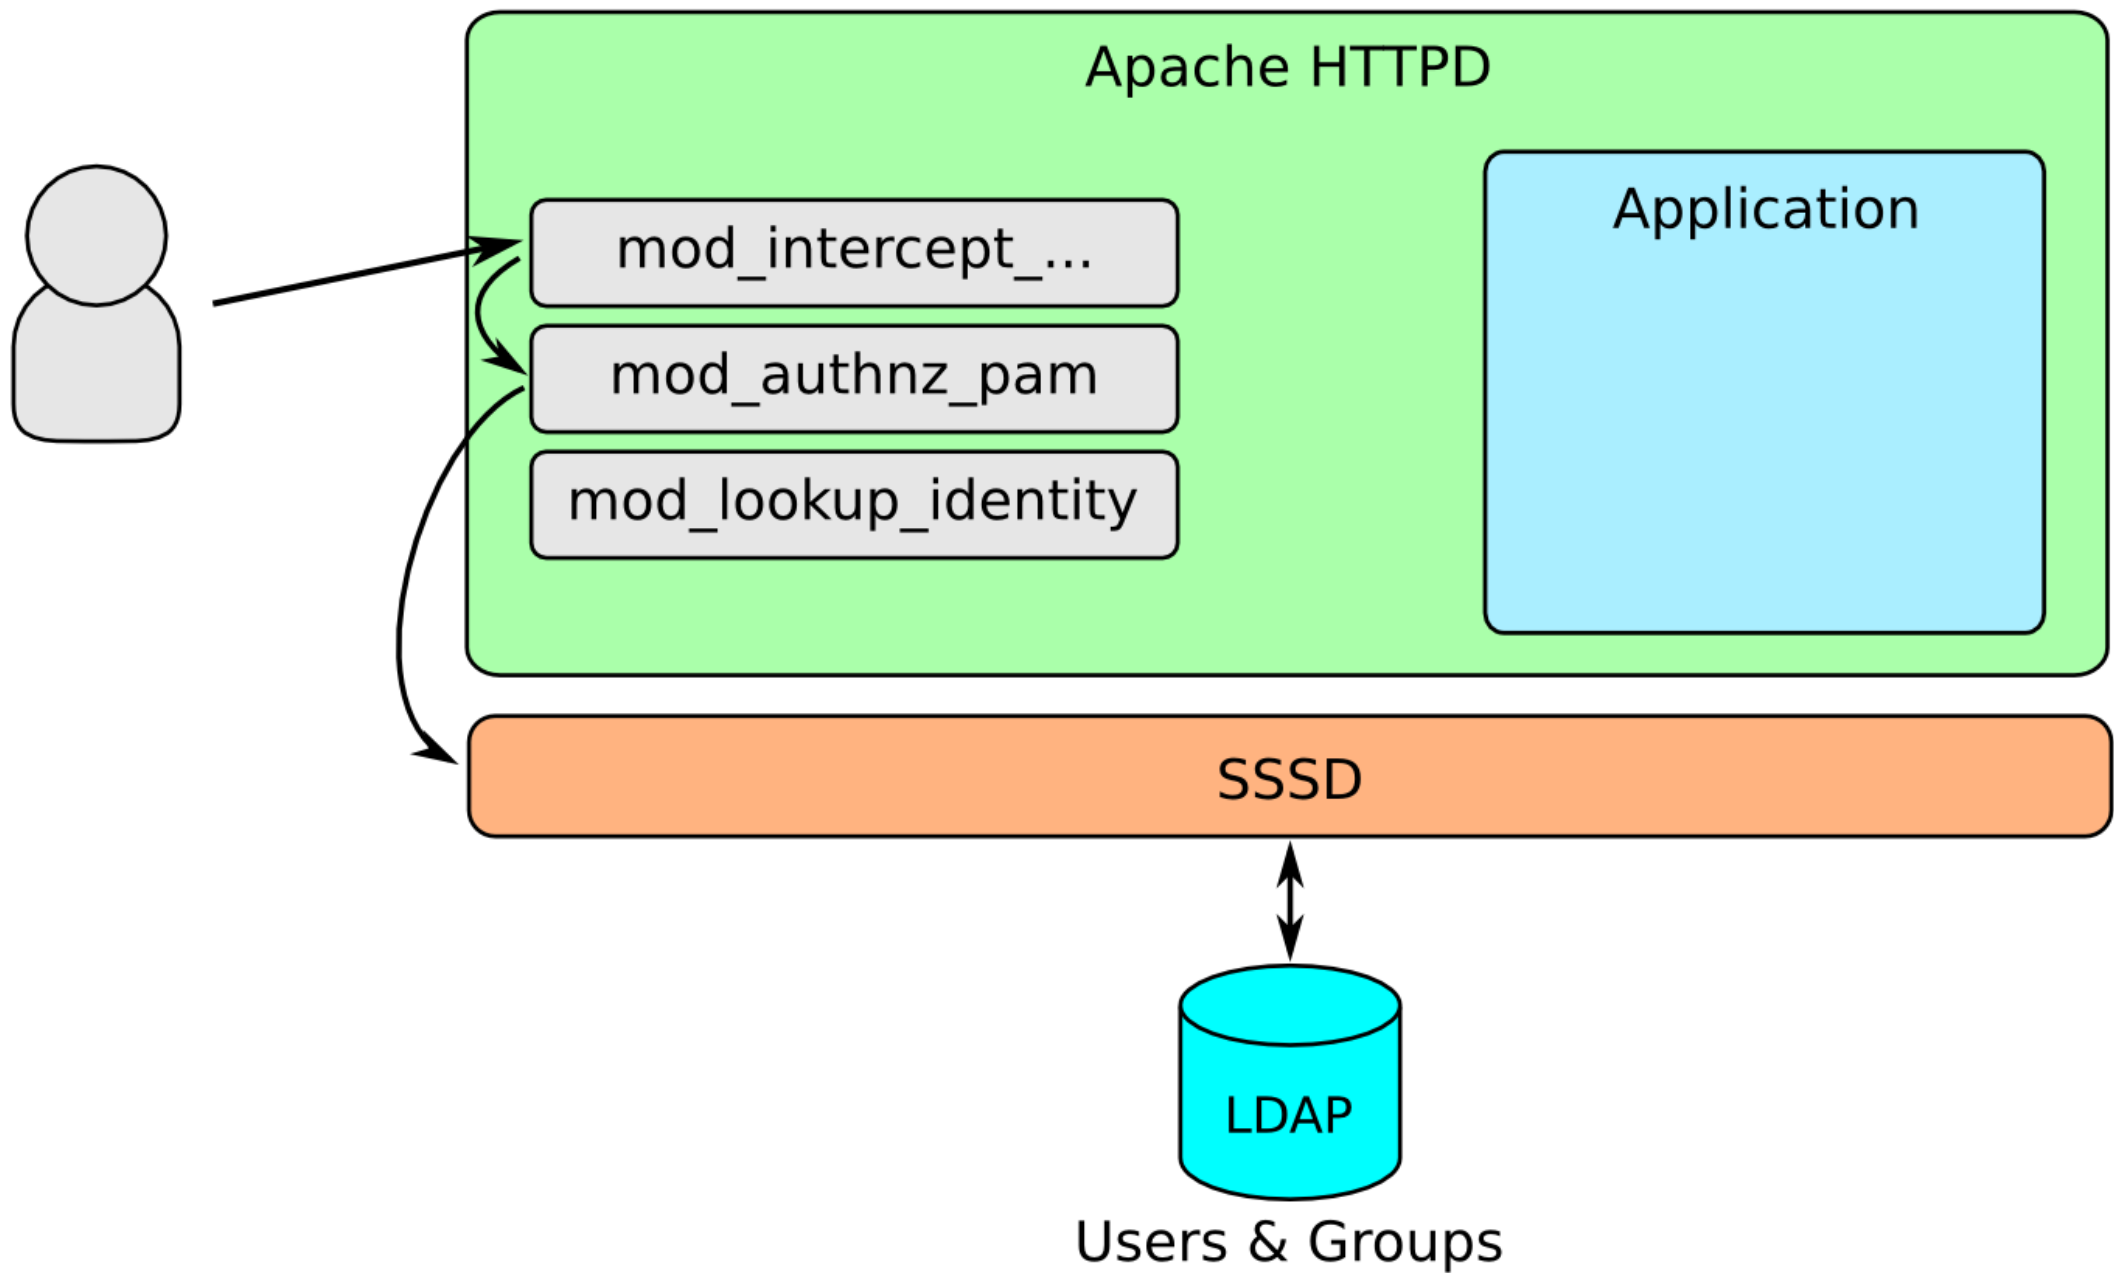 Apache HTTPD
Application
mod_intercept_...
mod_authnz_pam
mod_lookup_identity
SSSD
LDAP
Users & Groups